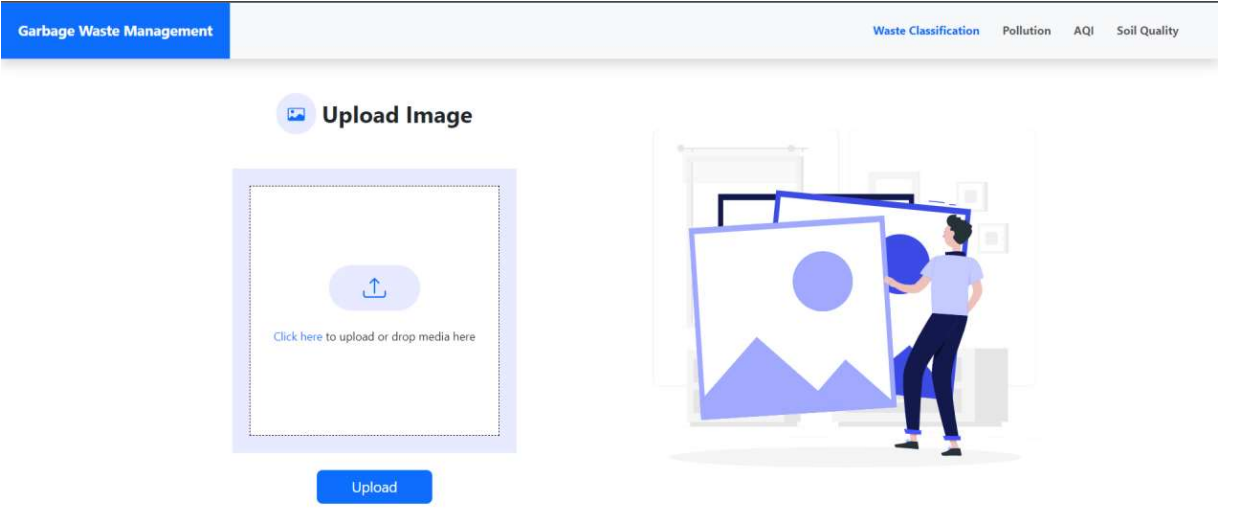 Garbage Waste Management
Waste Classification Pollution AQI Soil Quality
Upload Image
Click here to upload or drop media here
Upload